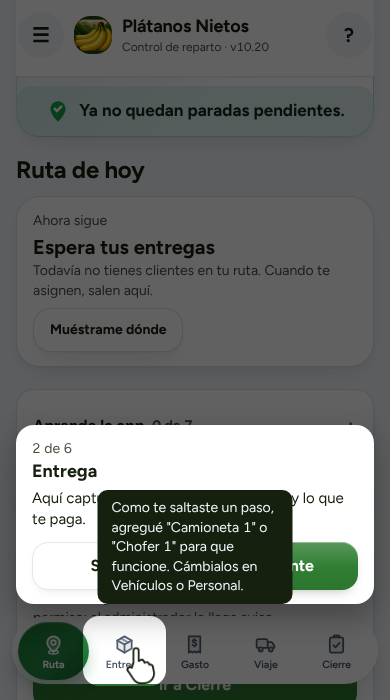 Plátanos Nietos
Control de reparto · v10.20
?
Ya no quedan paradas pendientes.
Ruta de hoy
Ahora sigue
Espera tus entregas
Todavía no tienes clientes en tu ruta. Cuando te
asignen, salen aquí.
Muéstrame dónde
2 de 6
Entrega
Aquí
y lo que
te paga.
Como te saltaste un paso,
agregué "Camioneta 1" o
"Chofer 1" para que
funcione. Cámbialos en
Vehículos o Personal.
Ruta
Gasto
Viaje
Cierre
Ir a Cierre